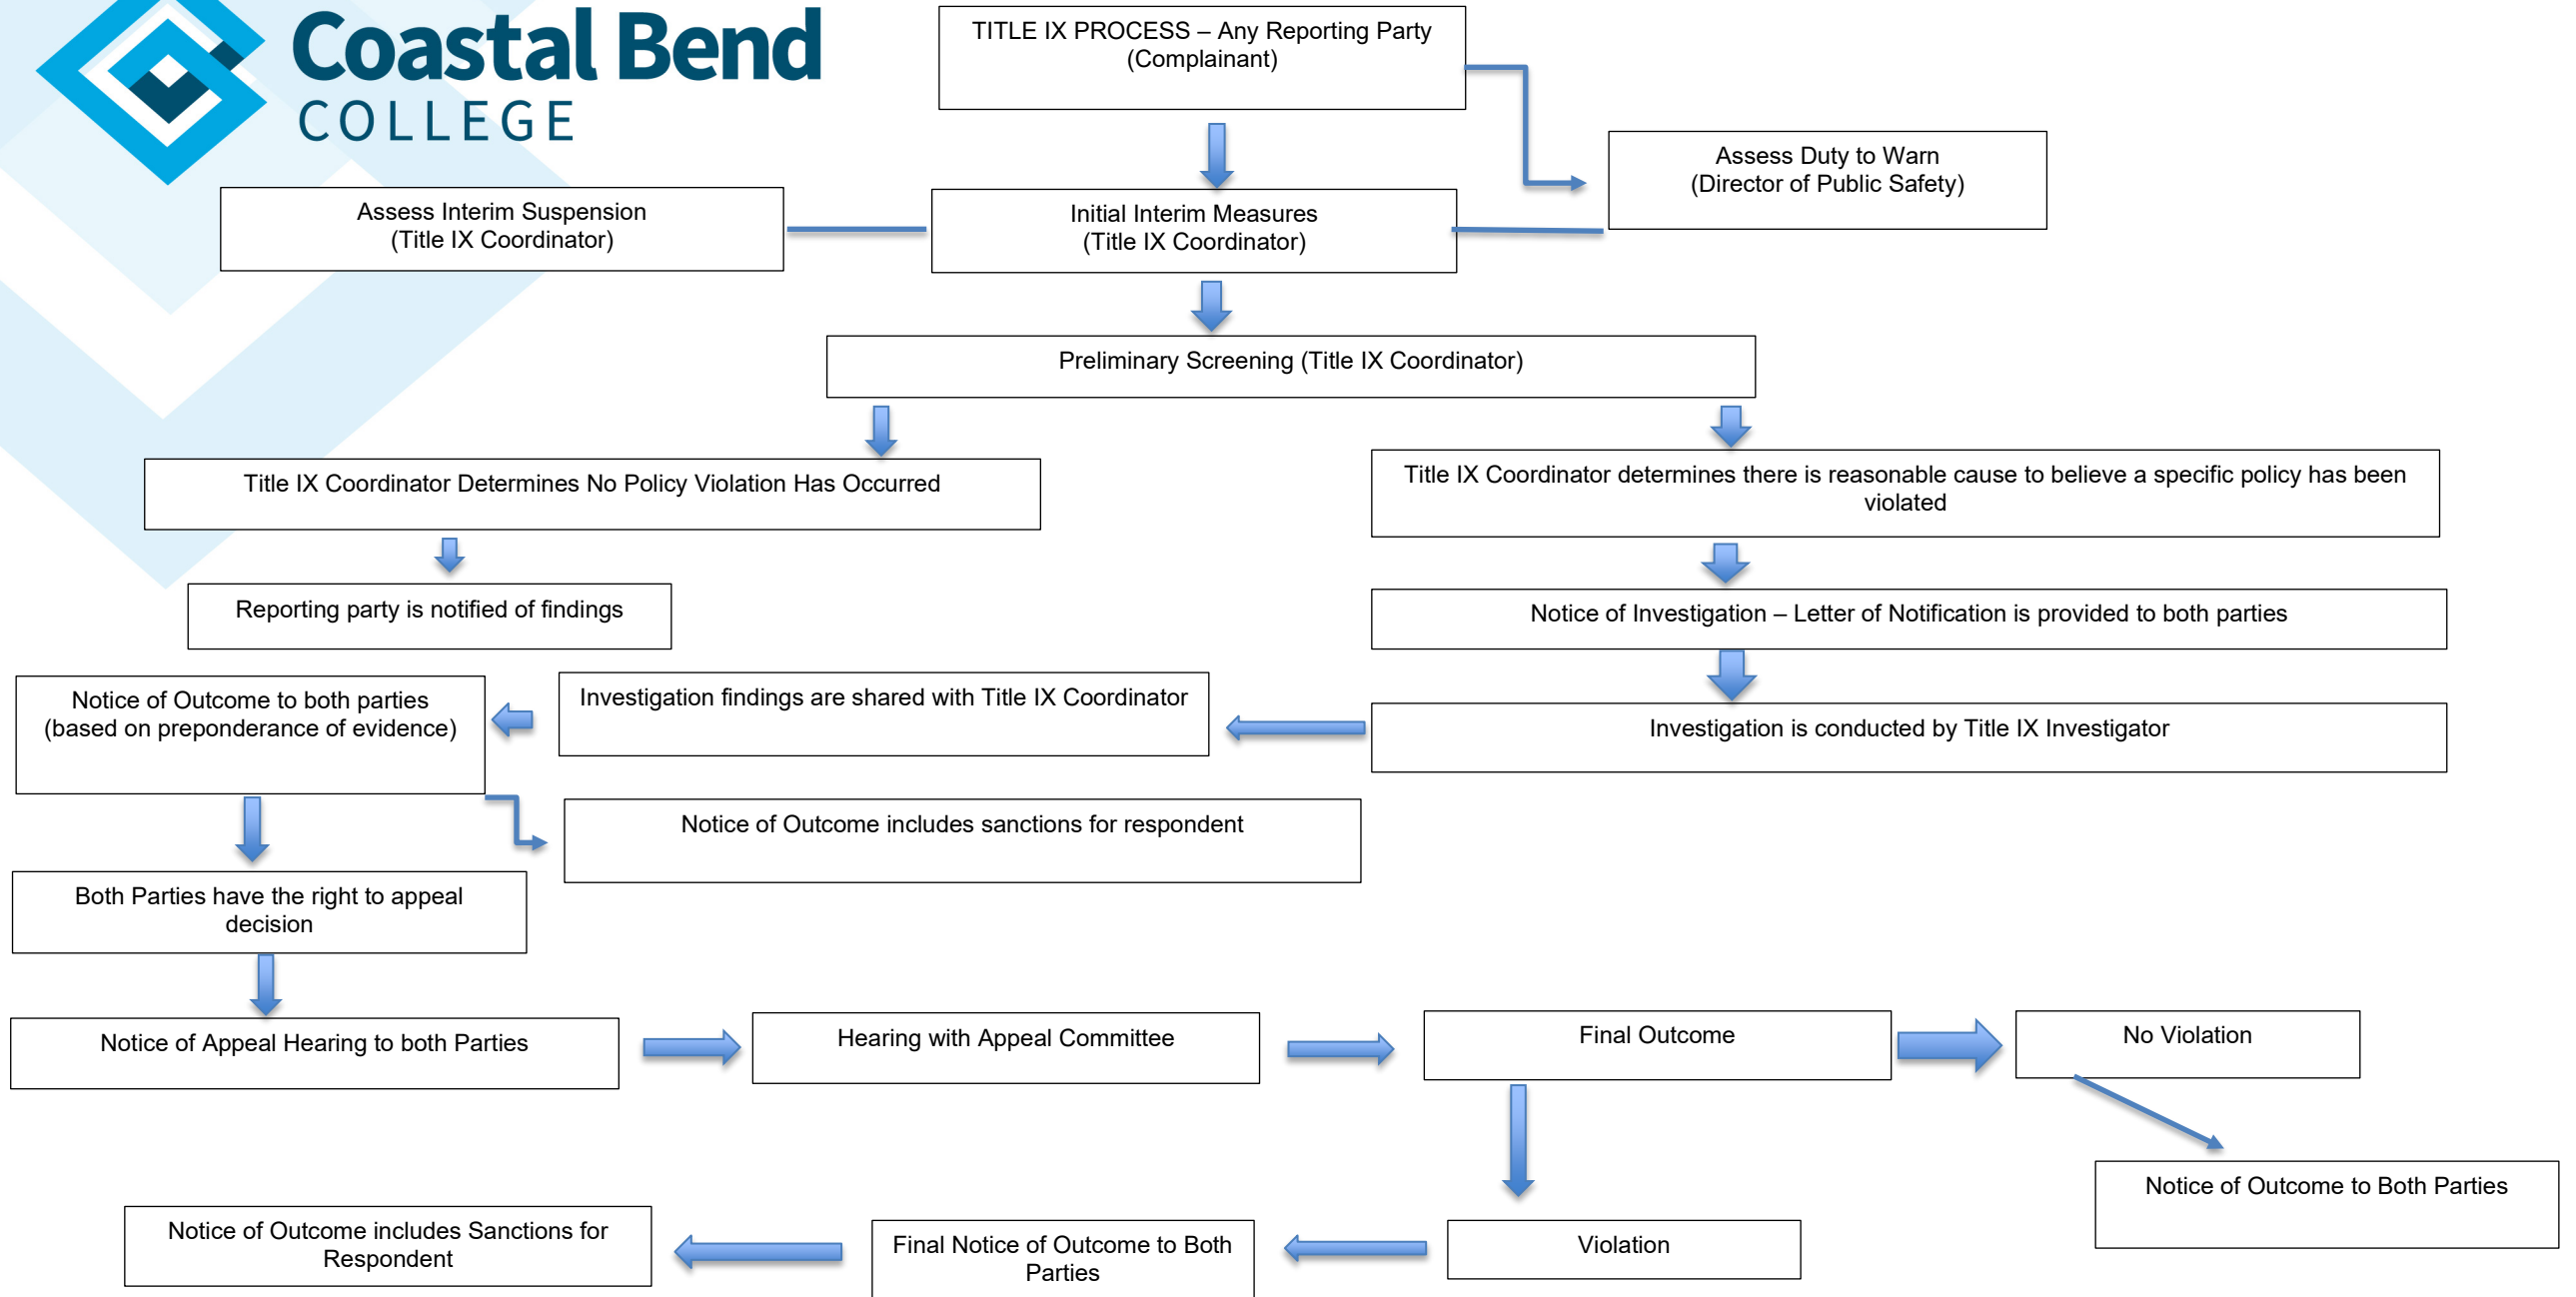 Coastal Bend
COLLEGE
TITLE IX PROCESS – Any Reporting Party
(Complainant)
Assess Duty to Warn
(Director of Public Safety)
Assess Interim Suspension
(Title IX Coordinator)
Initial Interim Measures
(Title IX Coordinator)
Preliminary Screening (Title IX Coordinator)
Title IX Coordinator Determines No Policy Violation Has Occurred
Title IX Coordinator determines there is reasonable cause to believe a specific policy has been
violated
Reporting party is notified of findings
Notice of Investigation – Letter of Notification is provided to both parties
Notice of Outcome to both parties
(based on preponderance of evidence)
Investigation findings are shared with Title IX Coordinator
Investigation is conducted by Title IX Investigator
Notice of Outcome includes sanctions for respondent
Both Parties have the right to appeal
decision
Notice of Appeal Hearing to both Parties
Hearing with Appeal Committee
Final Outcome
No Violation
Notice of Outcome to Both Parties
Notice of Outcome includes Sanctions for
Respondent
Final Notice of Outcome to Both
Parties
Violation